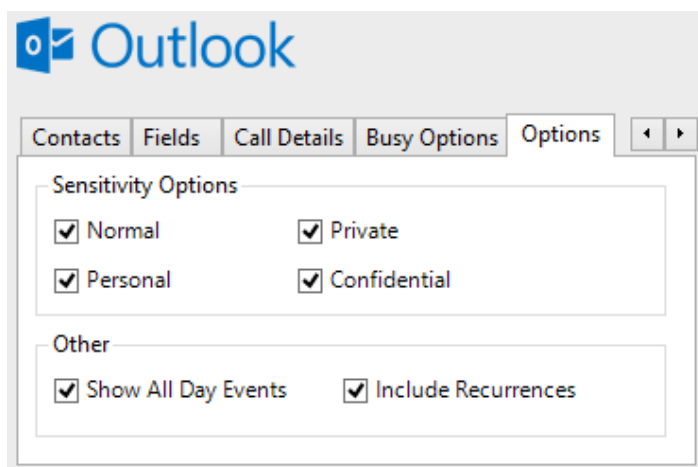 Outlook
Contacts Fields Call Details Busy Options Options
Sensitivity Options
Normal Private
Personal Confidential
Other
Show All Day Events Include Recurrences